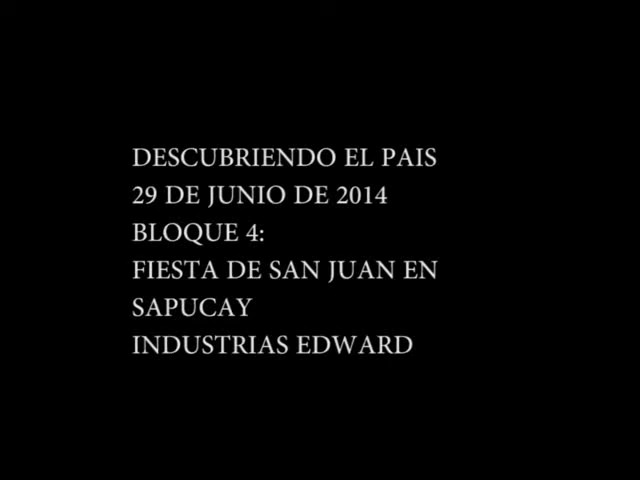 DESCUBRIENDO EL PAIS
29 DE JUNIO DE 2014
BLOQUE 4:
FIESTA DE SAN JUAN EN
SAPUCAY
INDUSTRIAS EDWARD